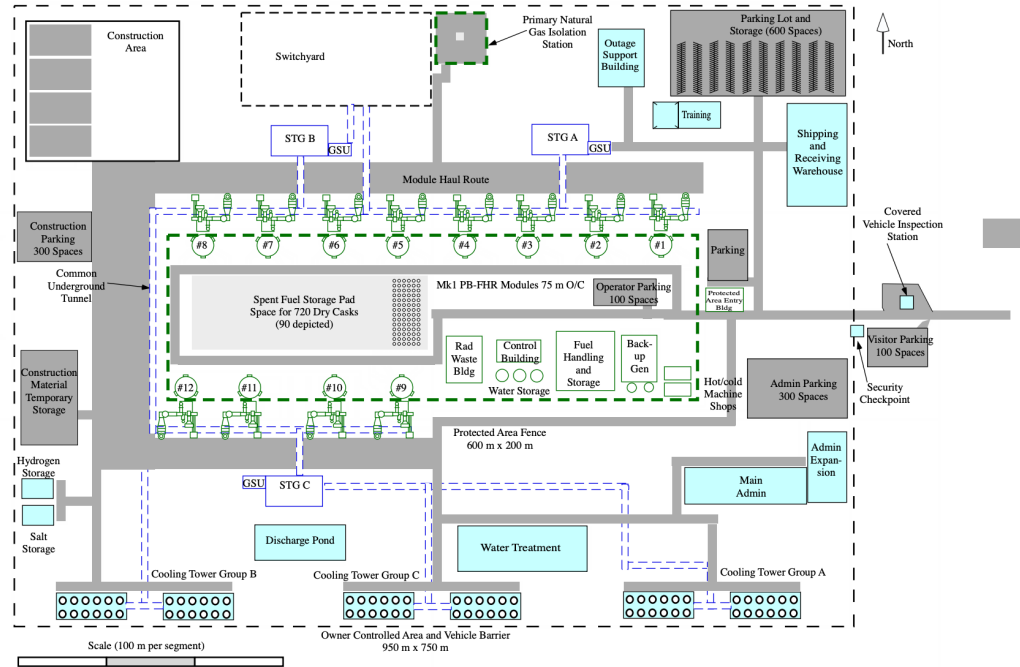 Construction
Area
Switchyard
Primary Natural
Gas Isolation
Station
Outage
Support
Building
Parking Lot and
Storage (600 Spaces)
North
Training
Shipping
and
Receiving
Warehouse
STG B
GSU
STG A
GSU
Module Haul Route
Construction
Parking
300 Spaces
Common
Underground
Tunnel
#8
#7
#6
#5
#4
#3
#2
#1
Parking
Covered
Vehicle Inspection
Station
Spent Fuel Storage Pad
Space for 720 Dry Casks
(90 depicted)
Mk1 PB-FHR Modules 75 m O/C
Operator Parking
100 Spaces
Protected
Area Entry
Bldg
Rad
Waste
Bldg
Control
Building
Water Storage
Fuel
Handling
and
Storage
Back-
up
Gen
Hot/cold
Machine
Shops
Visitor Parking
100 Spaces
Security
Checkpoint
Admin Parking
300 Spaces
Construction
Material
Temporary
Storage
#12
#11
#10
#9
Protected Area Fence
600 m x 200 m
Admin
Expan-
sion
Main
Admin
Hydrogen
Storage
Salt
Storage
GSU
STG C
Discharge Pond
Water Treatment
Cooling Tower Group B
Cooling Tower Group C
Cooling Tower Group A
Owner Controlled Area and Vehicle Barrier
950 m x 750 m
Scale (100 m per segment)